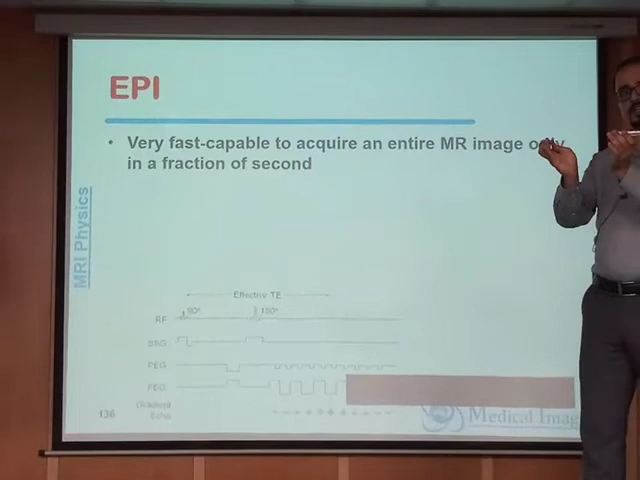 EPI
• Very fast-capable to acquire an entire MR image only
in a fraction of second
MRI Physics
Effective TE
90°
180°
RF
SSG
PEG
FEG
Gradient
Echo
136
Medical Imag